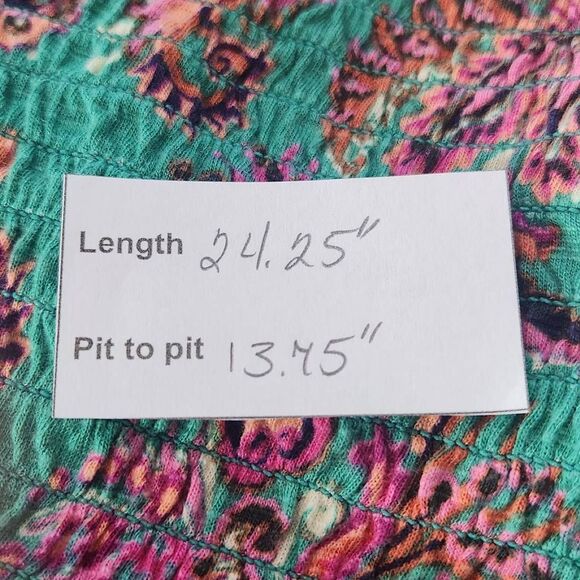 Length 24.25"
Pit to pit 13.75"